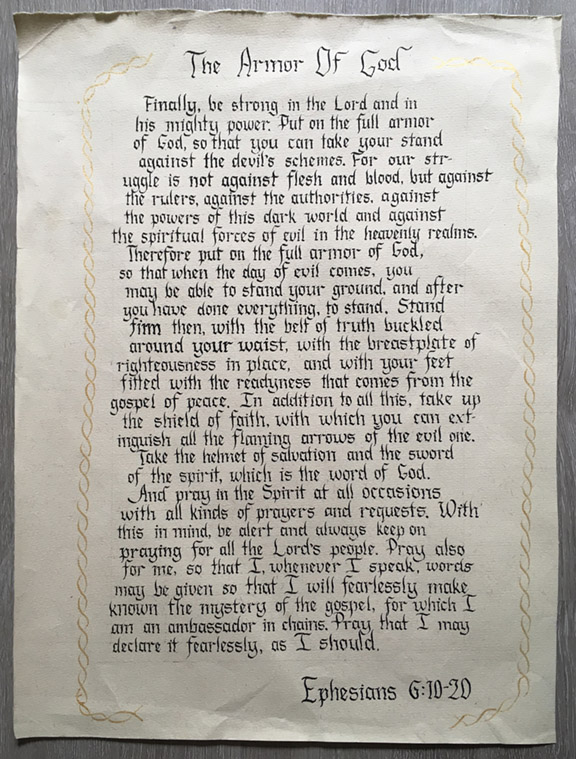 The Armor Of God
Finally, be strong in the Lord and in
his mighty power. Put on the full armor
of God, so that you can take your stand
against the devil's schemes. For our str-
uggle is not against flesh and blood, but against
the rulers, against the authorities, against
the powers of this dark world and against
the spiritual forces of evil in the heavenly realms.
Therefore put on the full armor of God,
so that when the day of evil comes, you
may be able to stand your ground, and after
you have done everything, to stand. Stand
firm then, with the belt of truth buckled
around your waist, with the breastplate of
righteousness in place, and with your feet
fitted with the readyness that comes from the
gospel of peace. In addition to all this, take up
the shield of faith, with which you can ext-
inguish all the flaming arrows of the evil one.
Take the helmet of salvation and the sword
of the spirit, which is the word of God.
And pray in the Spirit at all occasions
with all kinds of prayers and requests. With
this in mind, be alert and always keep on
praying for all the Lord's people. Pray also
for me, so that I, whenever I speak, words
may be given so that I will fearlessly make
known the mystery of the gospel, for which I
am an ambassador in chains. Pray that I may
declare it fearlessly, as I should.
Ephesians 6:10-20